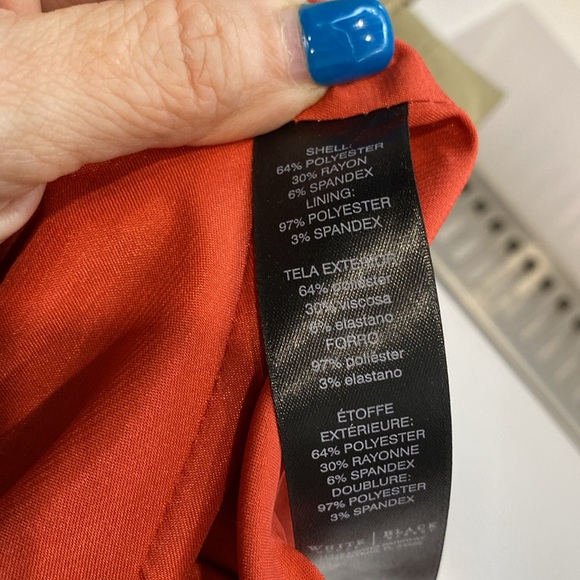 SHELL:
64% POLYESTER
30% RAYON
6% SPANDEX
LINING:
97% POLYESTER
3% SPANDEX
TELA EXTERIOR:
64% poliéster
30% viscosa
6% elastano
FORRO:
97% poliéster
3% elastano
ÉTOFFE
EXTÉRIEURE:
64% POLYESTER
30% RAYONNE
6% SPANDEX
DOUBLURE:
97% POLYESTER
3% SPANDEX
WHITE | BLACK